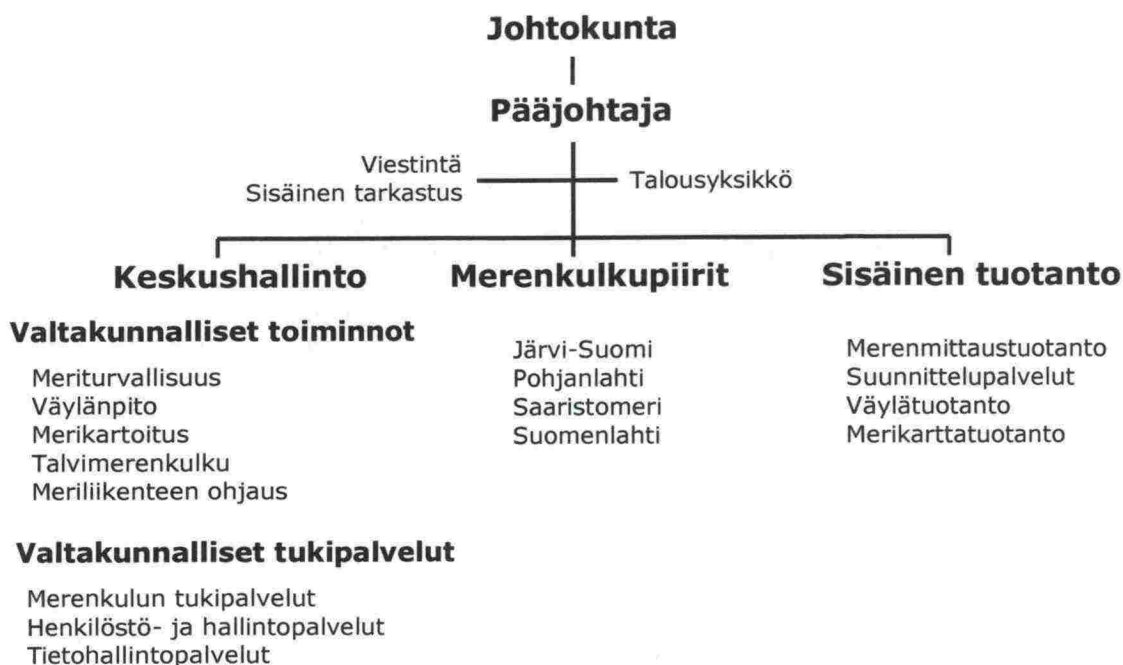 Johtokunta
Pääjohtaja
Viestintä
Sisäinen tarkastus
Talousyksikkö
Keskushallinto
Valtakunnalliset toiminnot
Meriturvallisuus
Väylänpito
Merikartoitus
Talvimerenkulku
Meriliikenteen ohjaus
Valtakunnalliset tukipalvelut
Merenkulun tukipalvelut
Henkilöstö- ja hallintopalvelut
Tietohallintopalvelut
Merenkulkupiirit
Järvi-Suomi
Pohjanlahti
Saaristomeri
Suomenlahti
Sisäinen tuotanto
Merenmittaustuotanto
Suunnittelupalvelut
Väylätuotanto
Merikarttatuotanto